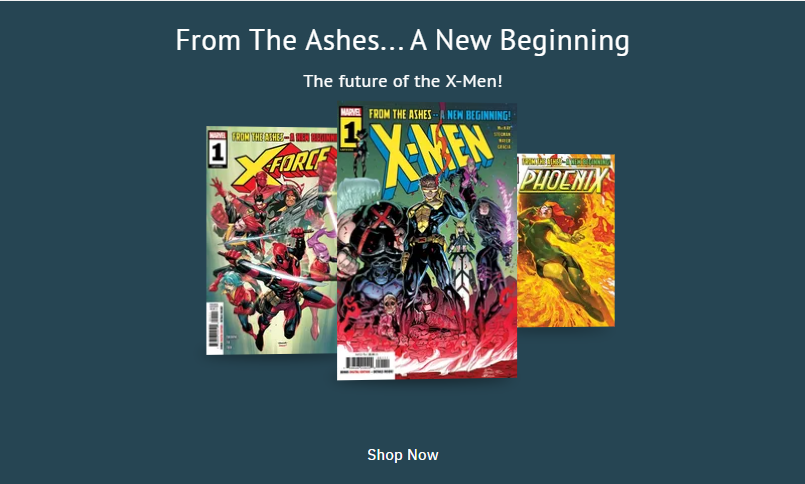 From The Ashes... A New Beginning
The future of the X-Men!
MARVEL
1
FROM THE ASHES--A NEW BEGINNING!
X-FORCE
MARVEL
1
FROM THE ASHES--A NEW BEGINNING!
X-MEN
FROM THE ASHES--A NEW BEGINNING!
PHOENIX
Shop Now